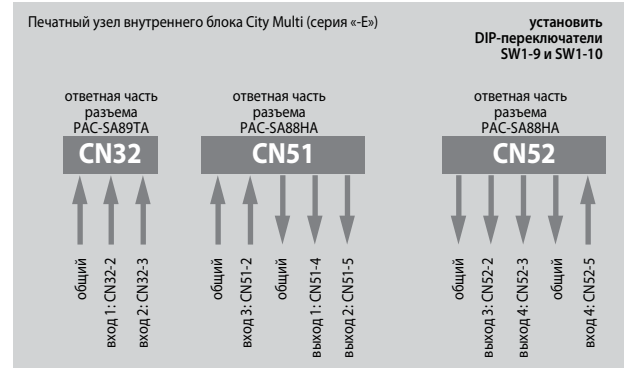 Печатный узел внутреннего блока City Multi (серия «-Е»)
установить
DIP-переключатели
SW1-9 и SW1-10
ответная часть
разъема
PAC-SA89TA
CN32
общий
вход 1: CN32-2
вход 2: CN32-3
ответная часть
разъема
PAC-SA88HA
CN51
общий
вход 3: CN51-2
общий
выход 1: CN51-4
выход 2: CN51-5
ответная часть
разъема
PAC-SA88HA
CN52
общий
выход 3: CN52-2
выход 4: CN52-3
общий
вход 4: CN52-5